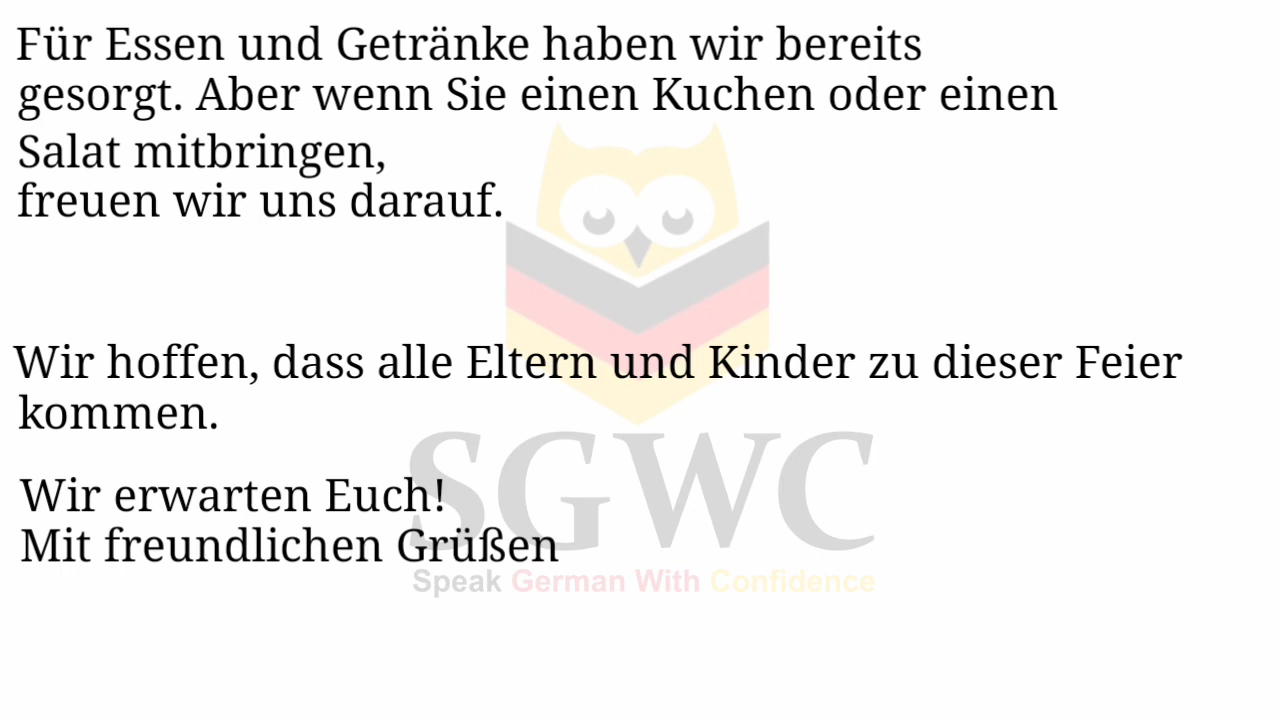 Für Essen und Getränke haben wir bereits
gesorgt. Aber wenn Sie einen Kuchen oder einen
Salat mitbringen,
freuen wir uns darauf.
Wir hoffen, dass alle Eltern und Kinder zu dieser Feier
kommen.
Wir erwarten Euch!
Mit freundlichen Grüßen
SGWC
Speak German With Confidence